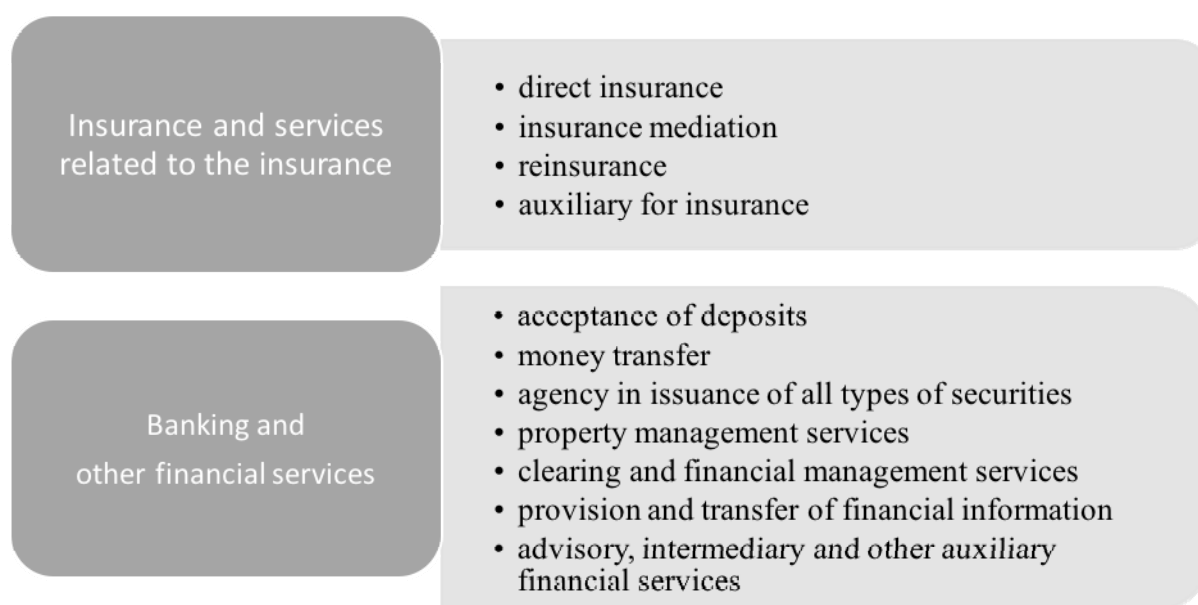 Insurance and services
related to the insurance
• direct insurance
• insurance mediation
• reinsurance
• auxiliary for insurance
Banking and
other financial services
• acceptance of deposits
• money transfer
• agency in issuance of all types of securities
• property management services
• clearing and financial management services
• provision and transfer of financial information
• advisory, intermediary and other auxiliary
financial services